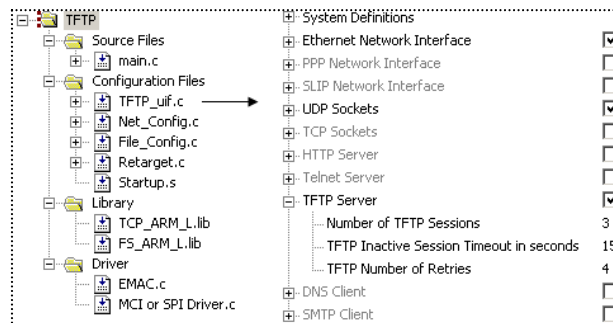 TFTP
Source Files
main.c
Configuration Files
TFTP_uif.c
Net_Config.c
File_Config.c
Retarget.c
Startup.s
Library
TCP_ARM_L.lib
FS_ARM_L.lib
Driver
EMAC.c
MCI or SPI Driver.c
System Definitions
Ethernet Network Interface
PPP Network Interface
SLIP Network Interface
UDP Sockets
TCP Sockets
HTTP Server
Telnet Server
TFTP Server
Number of TFTP Sessions 3
TFTP Inactive Session Timeout in seconds 15
TFTP Number of Retries 4
DNS Client
SMTP Client